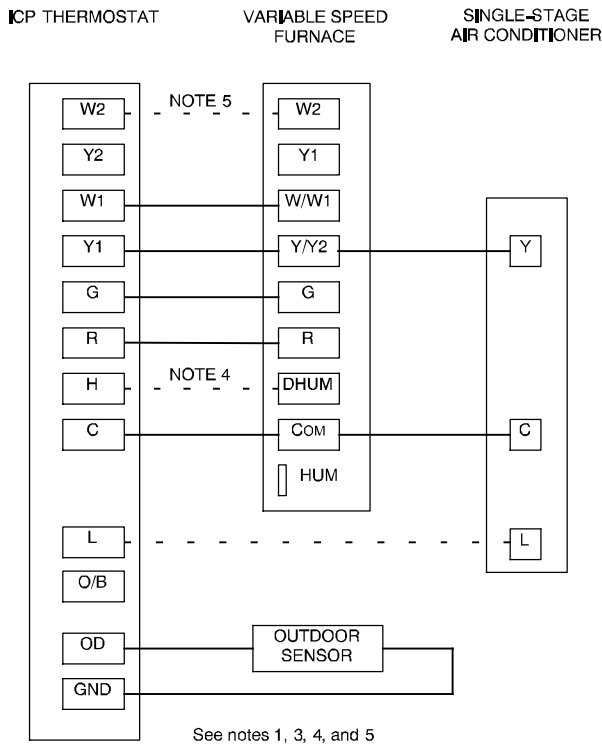 ICP THERMOSTAT
VARIABLE SPEED
FURNACE
SINGLE-STAGE
AIR CONDITIONER
W2
NOTE 5
W2
Y2
Y1
W1
W/W1
Y1
Y/Y2
Y
G
G
R
R
H
NOTE 4
DHUM
C
COM
C
HUM
L
L
O/B
OD
OUTDOOR
SENSOR
GND
See notes 1, 3, 4, and 5